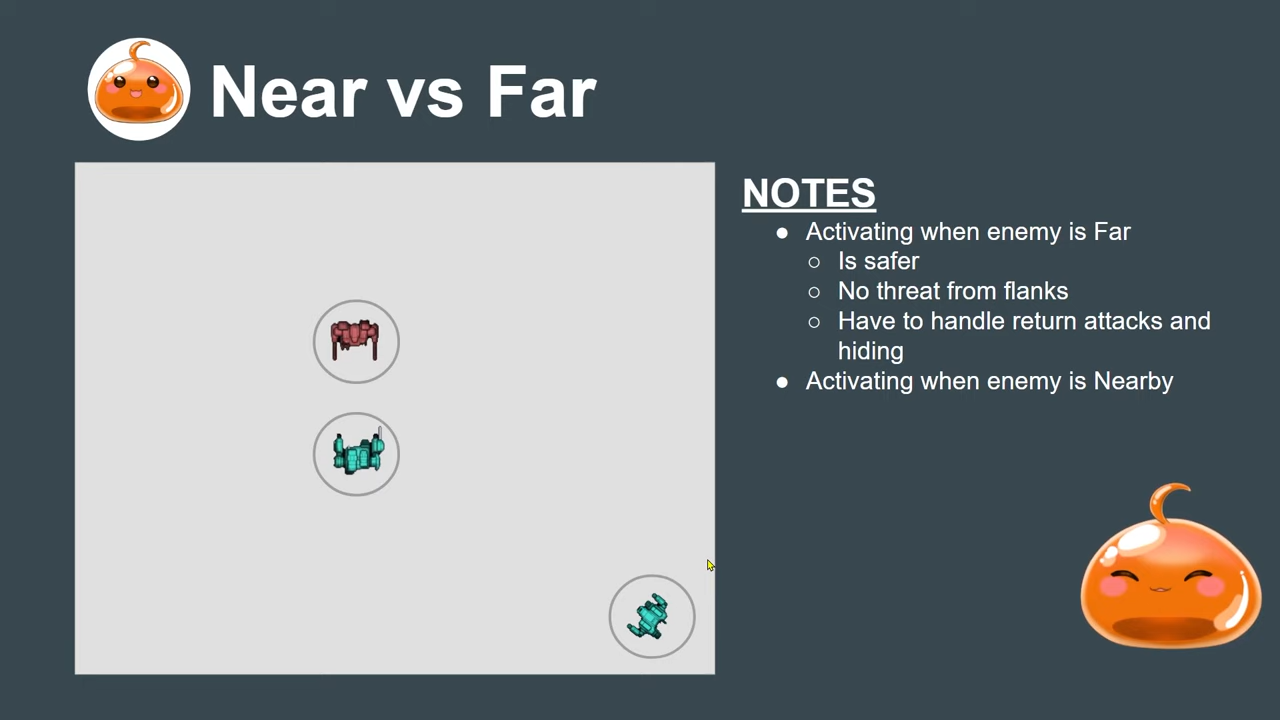 Near vs Far
NOTES
● Activating when enemy is Far
○ Is safer
○ No threat from flanks
○ Have to handle return attacks and
hiding
● Activating when enemy is Nearby